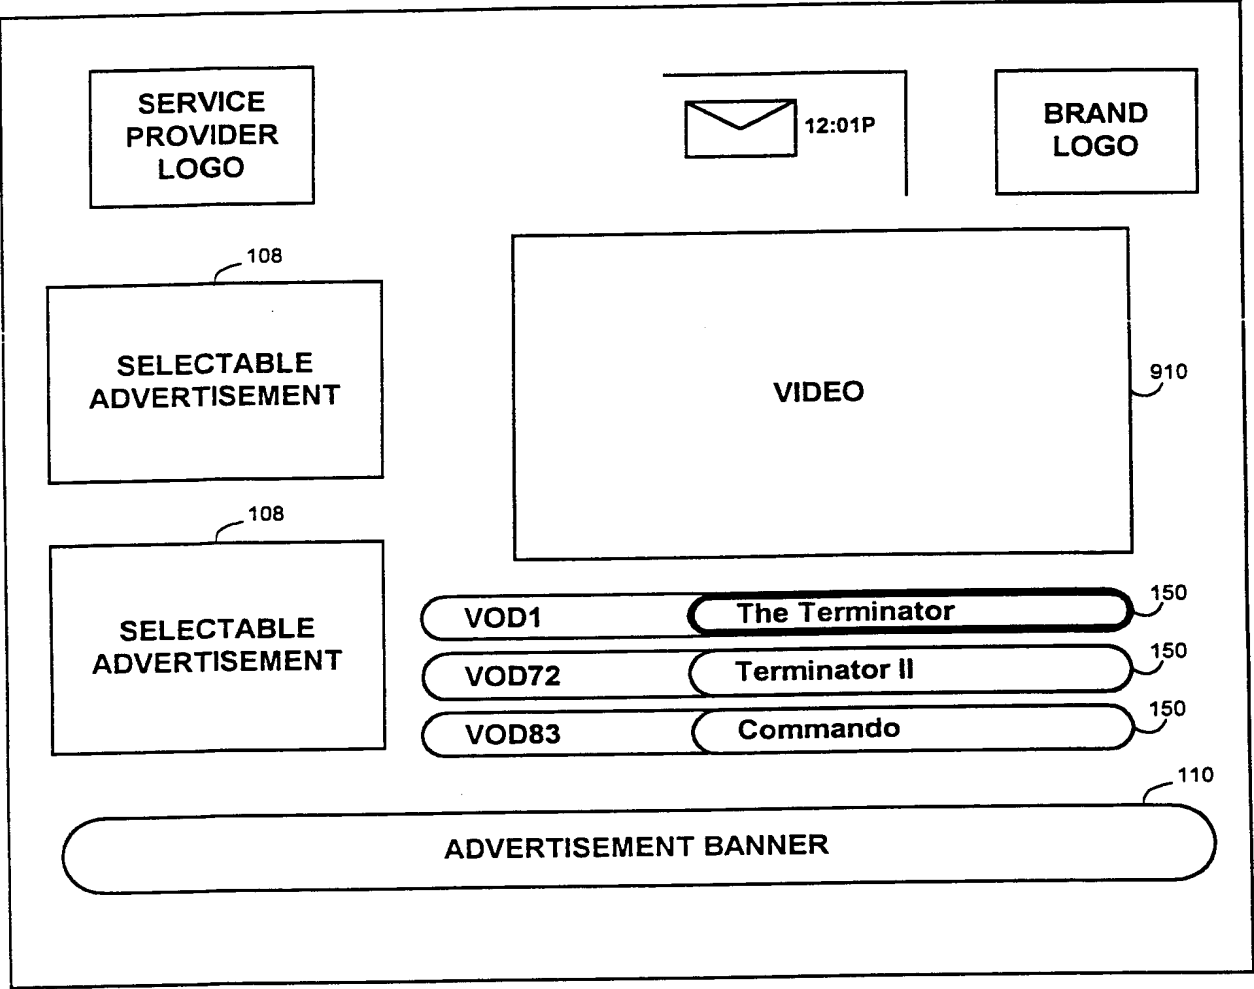 SERVICE
PROVIDER
LOGO
12:01P
BRAND
LOGO
108
SELECTABLE
ADVERTISEMENT
VIDEO
910
108
SELECTABLE
ADVERTISEMENT
VOD1 The Terminator 150
VOD72 Terminator II 150
VOD83 Commando 150
110
ADVERTISEMENT BANNER